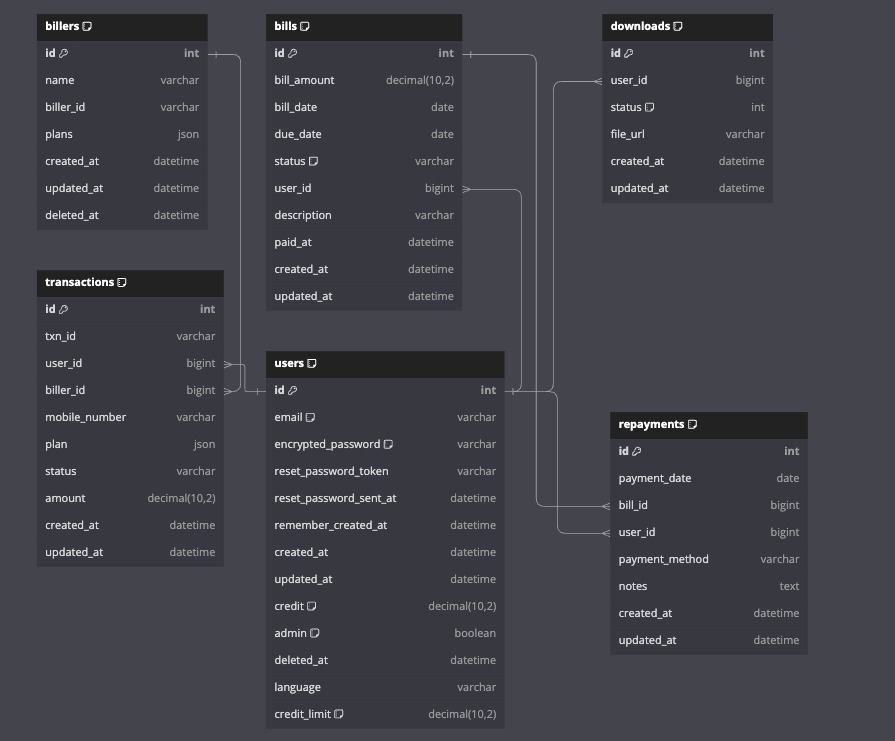 billers
id int
name varchar
biller_id varchar
plans json
created_at datetime
updated_at datetime
deleted_at datetime
bills
id int
bill_amount decimal(10,2)
bill_date date
due_date date
status varchar
user_id bigint
description varchar
paid_at datetime
created_at datetime
updated_at datetime
downloads
id int
user_id bigint
status int
file_url varchar
created_at datetime
updated_at datetime
transactions
id int
txn_id varchar
user_id bigint
biller_id bigint
mobile_number varchar
plan json
status varchar
amount decimal(10,2)
created_at datetime
updated_at datetime
users
id int
email varchar
encrypted_password varchar
reset_password_token varchar
reset_password_sent_at datetime
remember_created_at datetime
created_at datetime
updated_at datetime
credit decimal(10,2)
admin boolean
deleted_at datetime
language varchar
credit_limit decimal(10,2)
repayments
id int
payment_date date
bill_id bigint
user_id bigint
payment_method varchar
notes text
created_at datetime
updated_at datetime